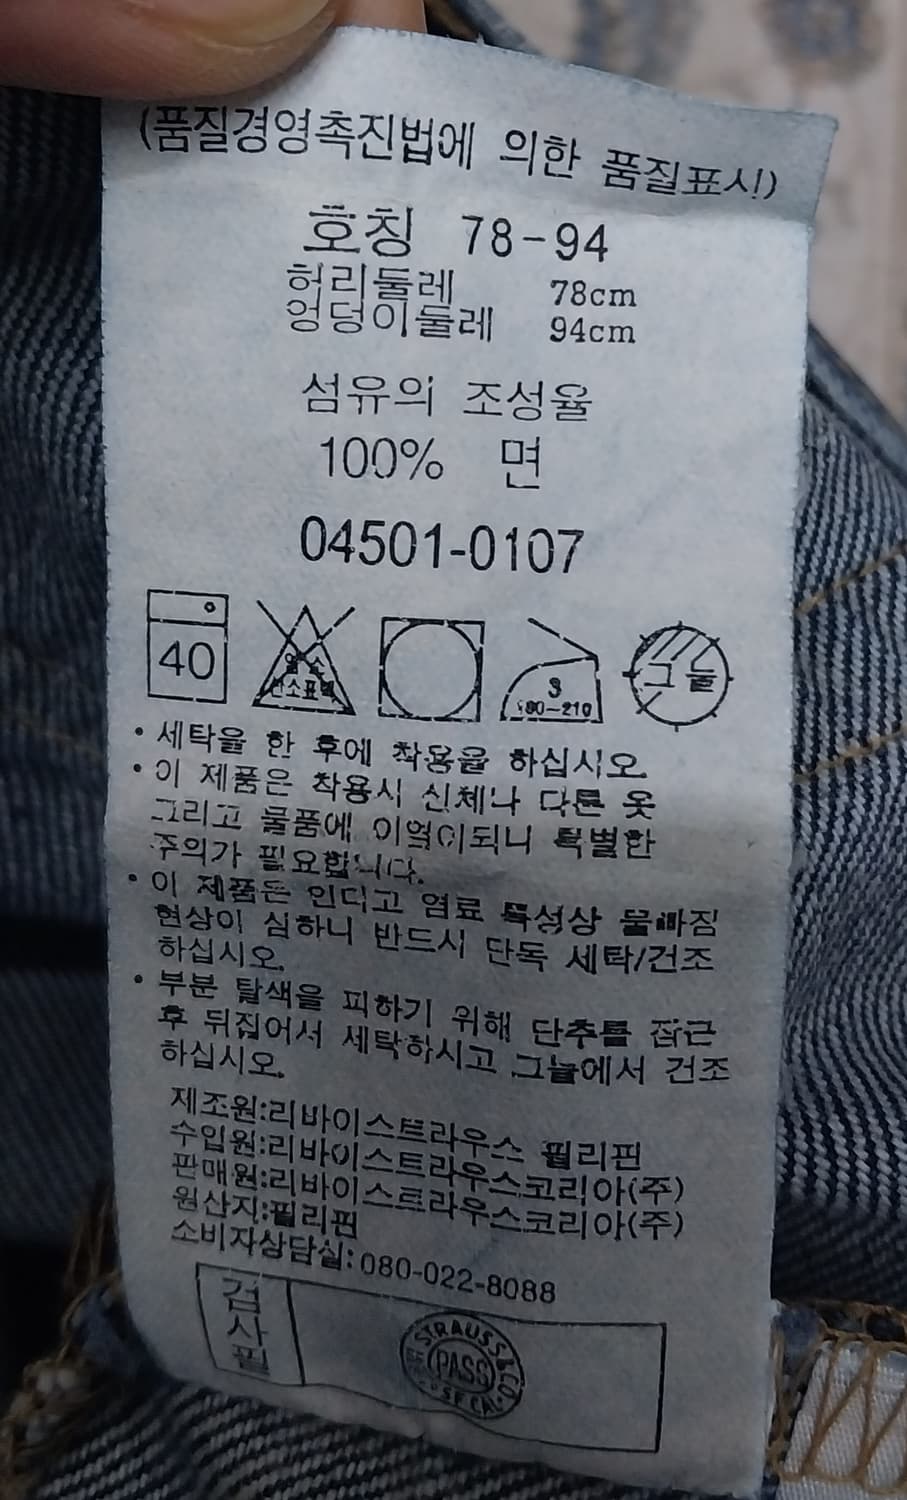 (품질경영촉진법에 의한 품질표시)
호칭 78-94
허리둘레 78cm
엉덩이둘레 94cm
섬유의 조성율
100% 면
04501-0107
40
염소
산소표백
3
180~210
그늘
• 세탁을 한 후에 착용을 하십시오.
• 이 제품은 착용시 신체나 다른 옷
그리고 물품에 이염이되니 특별한
주의가 필요합니다.
• 이 제품은 인디고 염료 특성상 물빠짐
현상이 심하니 반드시 단독 세탁/건조
하십시오.
• 부분 탈색을 피하기 위해 단추를 잠근
후 뒤집어서 세탁하시고 그늘에서 건조
하십시오.
제조원:리바이스트라우스 필리핀
수입원:리바이스트라우스코리아(주)
판매원:리바이스트라우스코리아(주)
원산지:필리핀
소비자상담실: 080-022-8088
검사필
STRAUSS & CO.
PASS
SF CAL